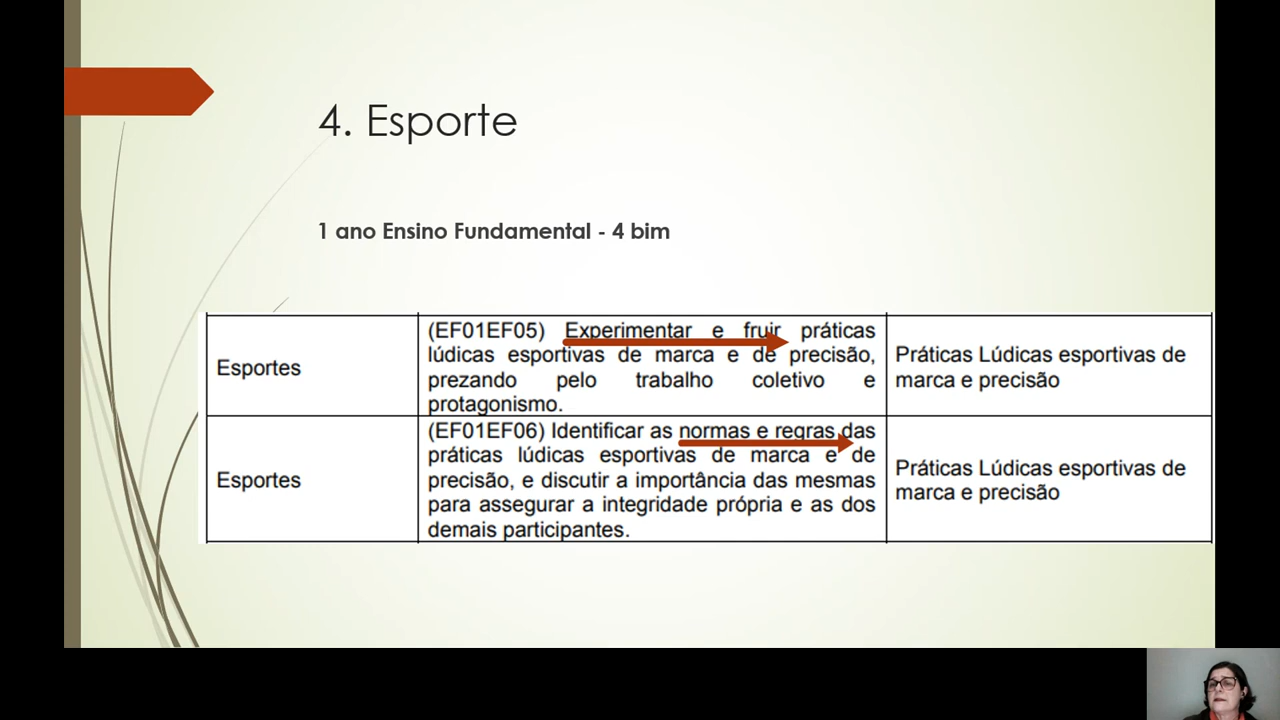 4. Esporte
1 ano Ensino Fundamental - 4 bim
Esportes
(EF01EF05) Experimentar e fruir práticas
lúdicas esportivas de marca e de precisão,
prezando pelo trabalho coletivo e
protagonismo.
Práticas Lúdicas esportivas de
marca e precisão
Esportes
(EF01EF06) Identificar as normas e regras das
práticas lúdicas esportivas de marca e de
precisão, e discutir a importância das mesmas
para assegurar a integridade própria e as dos
demais participantes.
Práticas Lúdicas esportivas de
marca e precisão